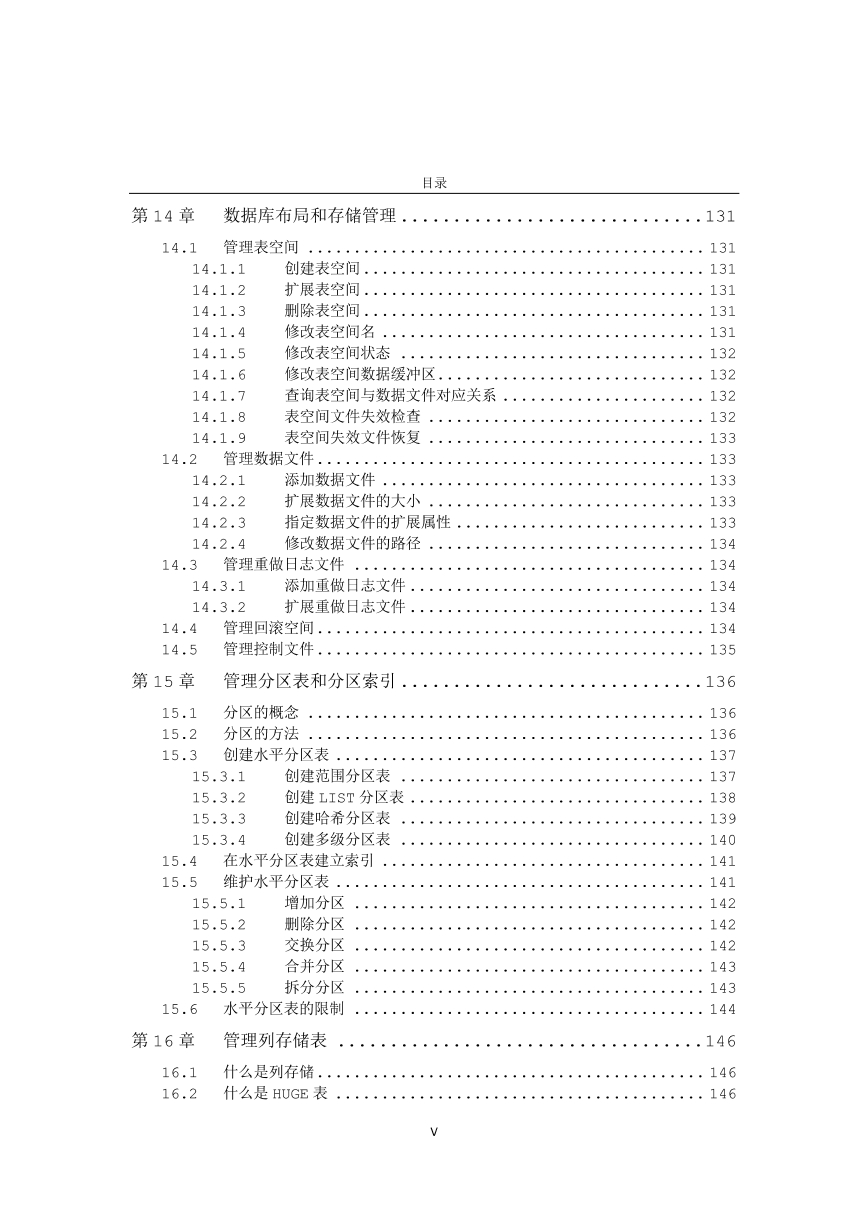 目录
第 14 章 数据库布局和存储管理 .............................131
14.1 管理表空间 ........................................... 131
14.1.1 创建表空间..................................... 131
14.1.2 扩展表空间..................................... 131
14.1.3 删除表空间..................................... 131
14.1.4 修改表空间名 ................................... 131
14.1.5 修改表空间状态 ................................. 132
14.1.6 修改表空间数据缓冲区............................. 132
14.1.7 查询表空间与数据文件对应关系 ...................... 132
14.1.8 表空间文件失效检查 .............................. 132
14.1.9 表空间失效文件恢复 .............................. 133
14.2 管理数据文件.......................................... 133
14.2.1 添加数据文件 ................................... 133
14.2.2 扩展数据文件的大小 .............................. 133
14.2.3 指定数据文件的扩展属性 ........................... 133
14.2.4 修改数据文件的路径 .............................. 134
14.3 管理重做日志文件 ...................................... 134
14.3.1 添加重做日志文件................................ 134
14.3.2 扩展重做日志文件................................ 134
14.4 管理回滚空间.......................................... 134
14.5 管理控制文件.......................................... 135
第 15 章 管理分区表和分区索引.............................136
15.1 分区的概念 ........................................... 136
15.2 分区的方法 ........................................... 136
15.3 创建水平分区表 ........................................ 137
15.3.1 创建范围分区表 ................................. 137
15.3.2 创建 LIST 分区表................................ 138
15.3.3 创建哈希分区表 ................................. 139
15.3.4 创建多级分区表 ................................. 140
15.4 在水平分区表建立索引 ................................... 141
15.5 维护水平分区表 ........................................ 141
15.5.1 增加分区 ...................................... 142
15.5.2 删除分区 ...................................... 142
15.5.3 交换分区 ...................................... 142
15.5.4 合并分区 ...................................... 143
15.5.5 拆分分区 ...................................... 143
15.6 水平分区表的限制 ...................................... 144
第 16 章 管理列存储表 ...................................146
16.1 什么是列存储.......................................... 146
16.2 什么是 HUGE 表 ........................................ 146
V